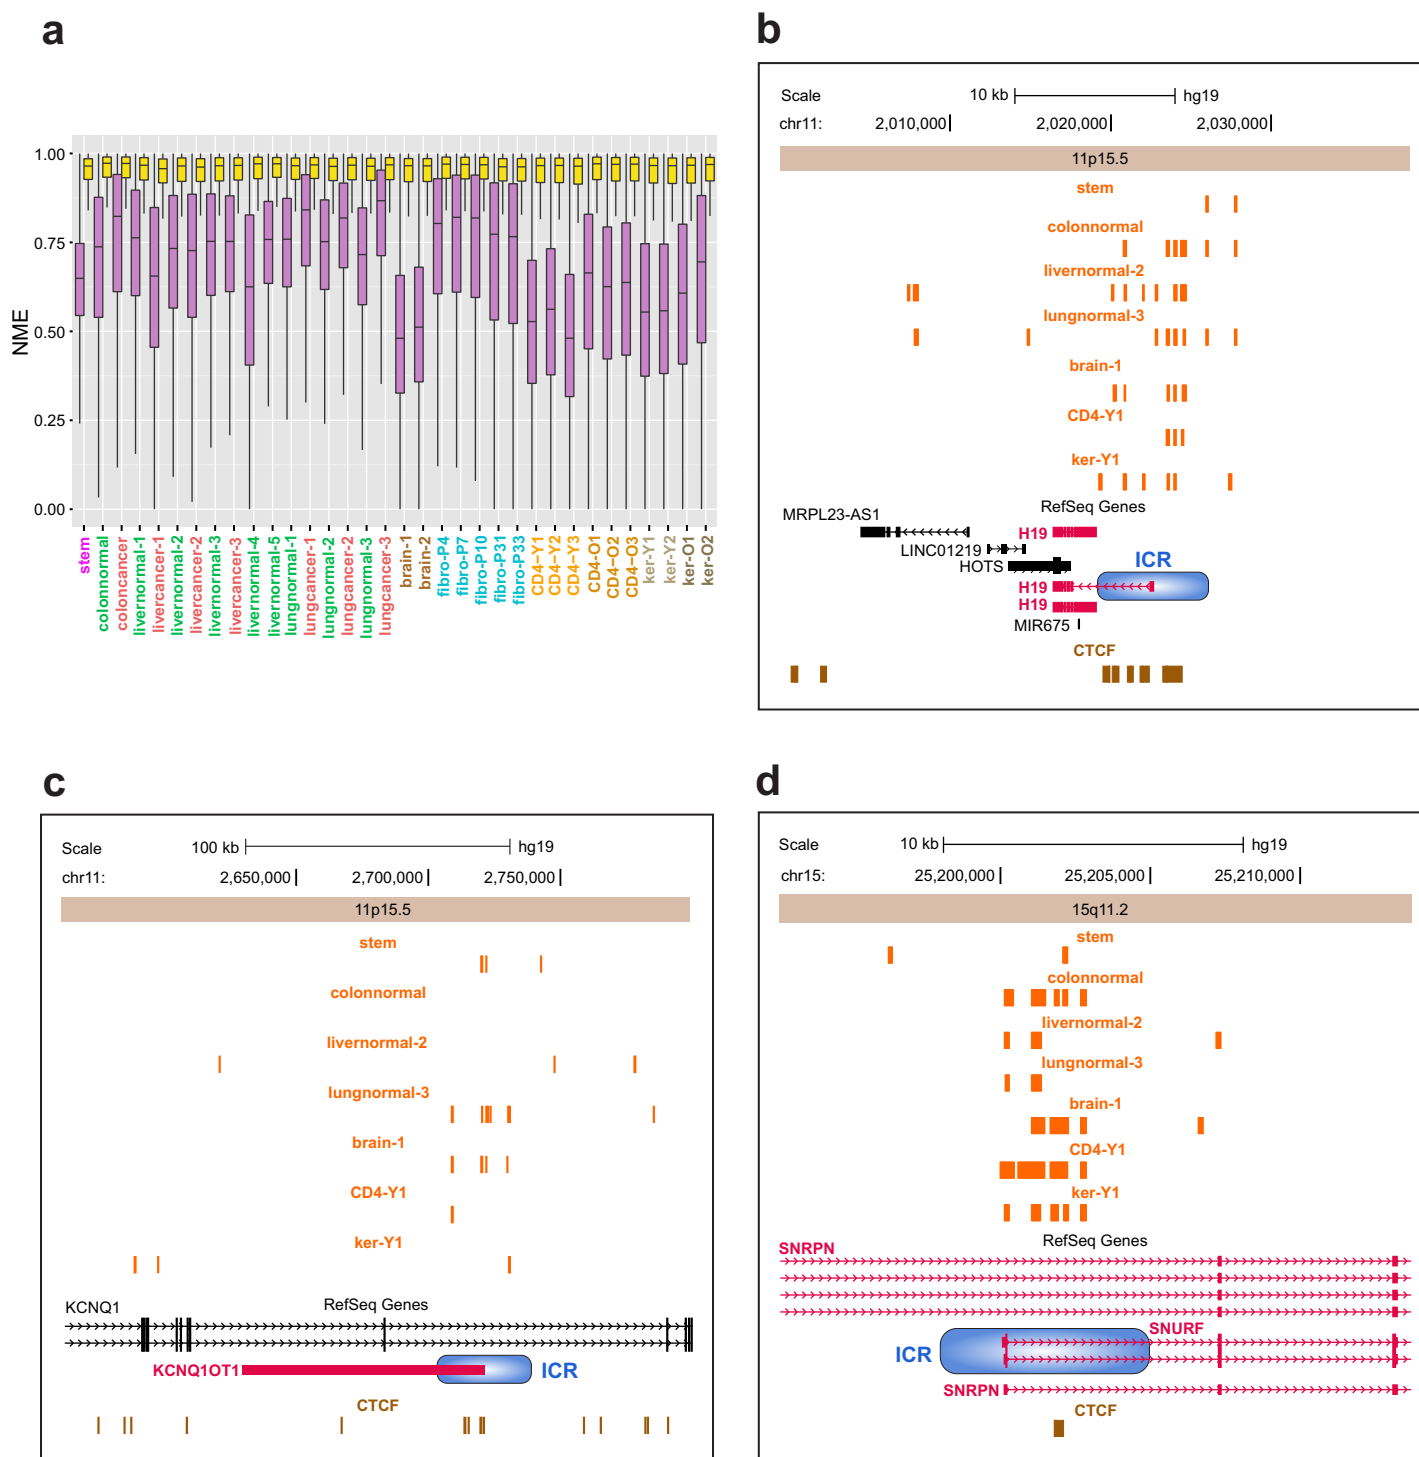 a
NME
1.00
0.75
0.50
0.25
0.00
stem
colonnormal
coloncancer
livernormal-1
livercancer-1
livernormal-2
livercancer-2
livernormal-3
livercancer-3
livernormal-4
livernormal-5
lungnormal-1
lungcancer-1
lungnormal-2
lungcancer-2
lungnormal-3
lungcancer-3
brain-1
brain-2
fibro-P4
fibro-P7
fibro-P10
fibro-P31
fibro-P33
CD4-Y1
CD4-Y2
CD4-Y3
CD4-O1
CD4-O2
CD4-O3
ker-Y1
ker-Y2
ker-O1
ker-O2
b
Scale 10 kb hg19
chr11: 2,010,000 2,020,000 2,030,000
11p15.5
stem
colonnormal
livernormal-2
lungnormal-3
brain-1
CD4-Y1
ker-Y1
RefSeq Genes
MRPL23-AS1
H19
LINC01219
HOTS
ICR
H19
H19
MIR675
CTCF
c
Scale 100 kb hg19
chr11: 2,650,000 2,700,000 2,750,000
11p15.5
stem
colonnormal
livernormal-2
lungnormal-3
brain-1
CD4-Y1
ker-Y1
KCNQ1 RefSeq Genes
KCNQ1OT1 ICR
CTCF
d
Scale 10 kb hg19
chr15: 25,200,000 25,205,000 25,210,000
15q11.2
stem
colonnormal
livernormal-2
lungnormal-3
brain-1
CD4-Y1
ker-Y1
RefSeq Genes
SNRPN
SNURF
ICR
SNRPN
CTCF